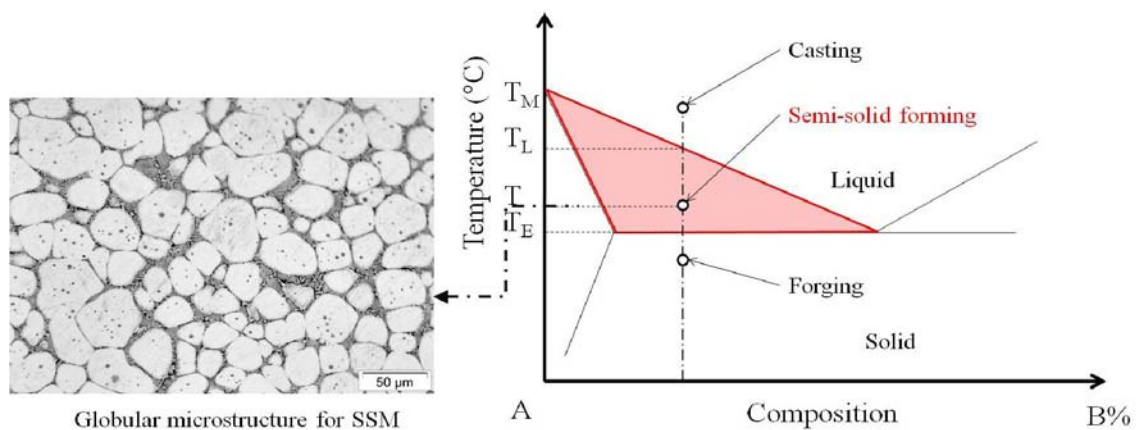 50 μm
Globular microstructure for SSM
Temperature (°C)
T_M
T_L
T
T_E
Casting
Semi-solid forming
Liquid
Forging
Solid
A
Composition
B%